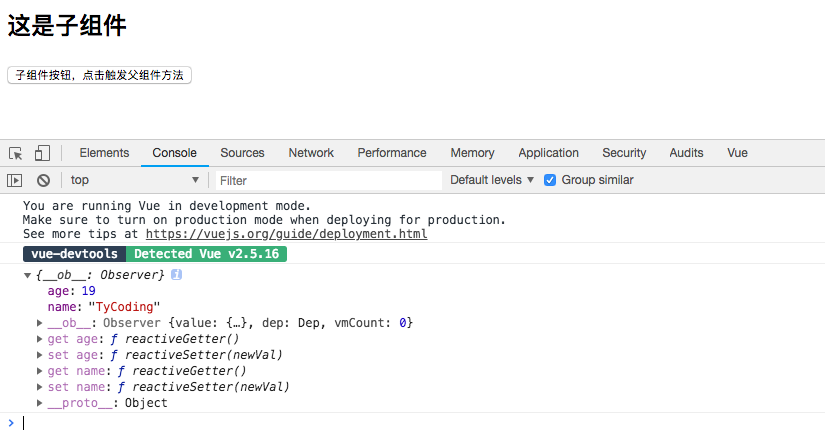 这是子组件
子组件按钮，点击触发父组件方法
Elements Console Sources Network Performance Memory Application Security Audits Vue
top Filter Default levels Group similar
You are running Vue in development mode.
Make sure to turn on production mode when deploying for production.
See more tips at https://vuejs.org/guide/deployment.html
vue-devtools Detected Vue v2.5.16
{__ob__: Observer} i
age: 19
name: "TyCoding"
__ob__: Observer {value: {…}, dep: Dep, vmCount: 0}
get age: ƒ reactiveGetter()
set age: ƒ reactiveSetter(newVal)
get name: ƒ reactiveGetter()
set name: ƒ reactiveSetter(newVal)
__proto__: Object